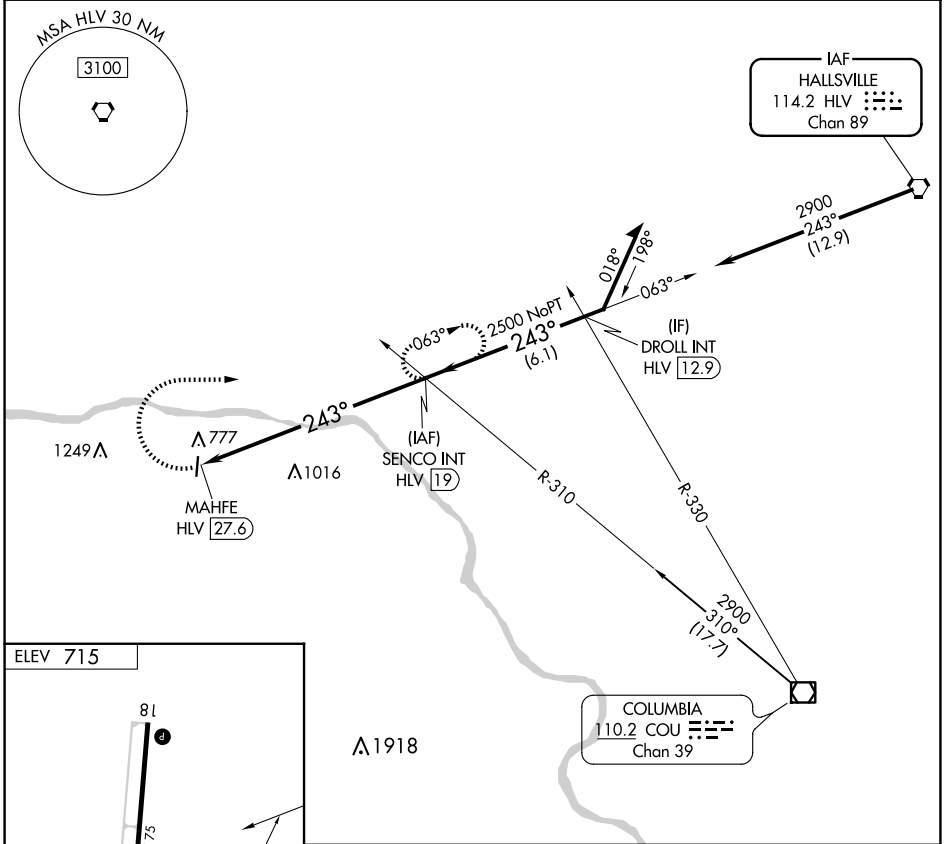 MSA HLV 30 NM
3100
IAF
HALLSVILLE
114.2 HLV
Chan 89
2900
243°
(12.9)
018°
198°
063°
2500 NoPT
243°
(6.1)
063°
(IF)
DROLL INT
HLV 12.9
243°
(IAF)
SENCO INT
HLV 19
1249
777
1016
MAHFE
HLV 27.6
R-310
R-330
2900
310°
(17.7)
ELEV 715
18
P
75
1918
COLUMBIA
110.2 COU
Chan 39